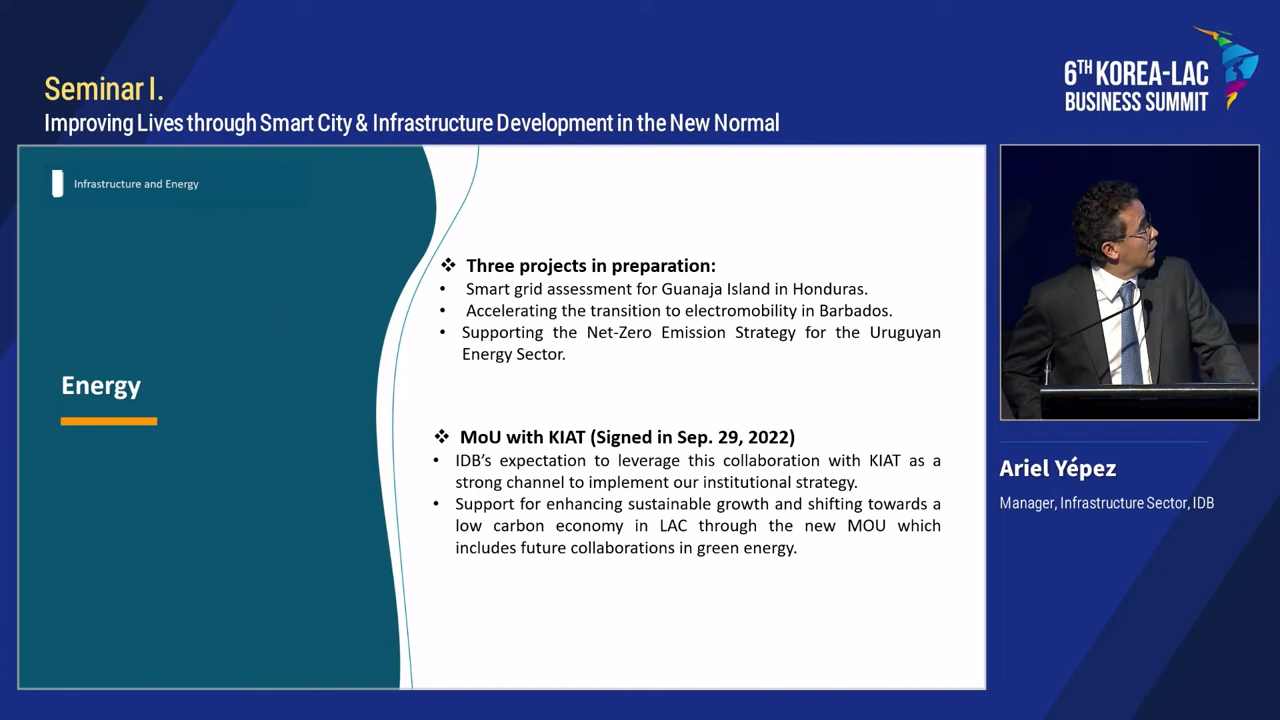 Seminar I.
Improving Lives through Smart City & Infrastructure Development in the New Normal
6TH KOREA-LAC
BUSINESS SUMMIT
Infrastructure and Energy
Energy
❖ Three projects in preparation:
• Smart grid assessment for Guanaja Island in Honduras.
• Accelerating the transition to electromobility in Barbados.
• Supporting the Net-Zero Emission Strategy for the Uruguyan
Energy Sector.
❖ MoU with KIAT (Signed in Sep. 29, 2022)
• IDB's expectation to leverage this collaboration with KIAT as a
strong channel to implement our institutional strategy.
• Support for enhancing sustainable growth and shifting towards a
low carbon economy in LAC through the new MOU which
includes future collaborations in green energy.
Ariel Yépez
Manager, Infrastructure Sector, IDB